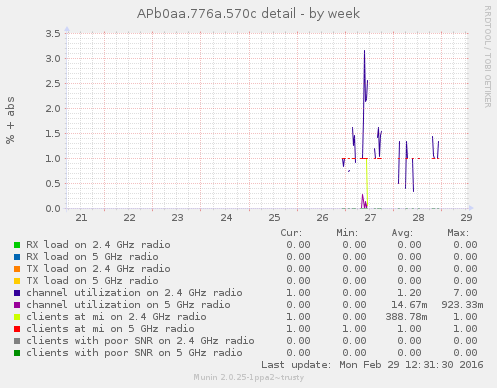 APb0aa.776a.570c detail - by week
RRDTOOL / TOBI OETIKER
% + abs
3.5
3.0
2.5
2.0
1.5
1.0
0.5
0.0
21 22 23 24 25 26 27 28 29
Cur: Min: Avg: Max:
RX load on 2.4 GHz radio 0.00 0.00 0.00 0.00
RX load on 5 GHz radio 0.00 0.00 0.00 0.00
TX load on 2.4 GHz radio 0.00 0.00 0.00 0.00
TX load on 5 GHz radio 0.00 0.00 0.00 0.00
channel utilization on 2.4 GHz radio 1.00 0.00 1.20 7.00
channel utilization on 5 GHz radio 0.00 0.00 14.67m 923.33m
clients at mi on 2.4 GHz radio 1.00 0.00 388.78m 1.00
clients at mi on 5 GHz radio 1.00 1.00 1.00 1.00
clients with poor SNR on 2.4 GHz radio 0.00 0.00 0.00 0.00
clients with poor SNR on 5 GHz radio 0.00 0.00 0.00 0.00
Last update: Mon Feb 29 12:31:30 2016
Munin 2.0.25-1ppa2~trusty